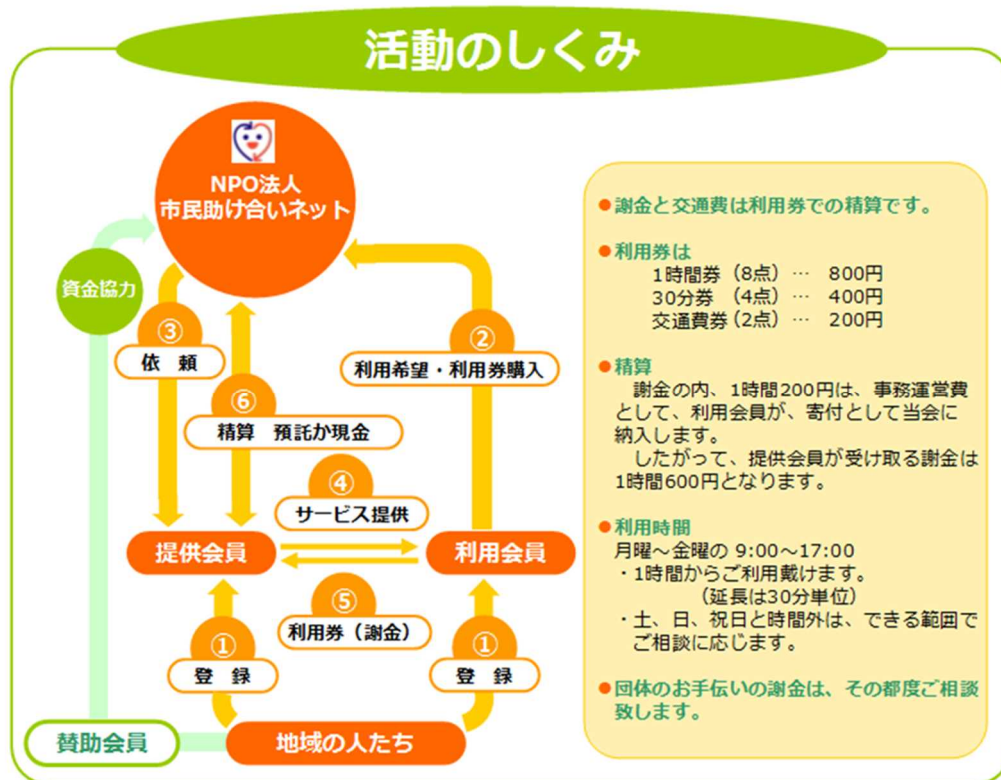 活動のしくみ
NPO法人
市民助け合いネット
資金協力
③
依 頼
②
利用希望・利用券購入
⑥
精算 預託か現金
④
サービス提供
提供会員
利用会員
⑤
利用券（謝金）
①
登 録
①
登 録
賛助会員
地域の人たち
●謝金と交通費は利用券での精算です。
●利用券は
1時間券（8点）… 800円
30分券（4点）… 400円
交通費券（2点）… 200円
●精算
謝金の内、1時間200円は、事務運営費
として、利用会員が、寄付として当会に
納入します。
したがって、提供会員が受け取る謝金は
1時間600円となります。
●利用時間
月曜～金曜の 9:00～17:00
・1時間からご利用戴けます。
（延長は30分単位）
・土、日、祝日と時間外は、できる範囲で
ご相談に応じます。
●団体のお手伝いの謝金は、その都度ご相談
致します。